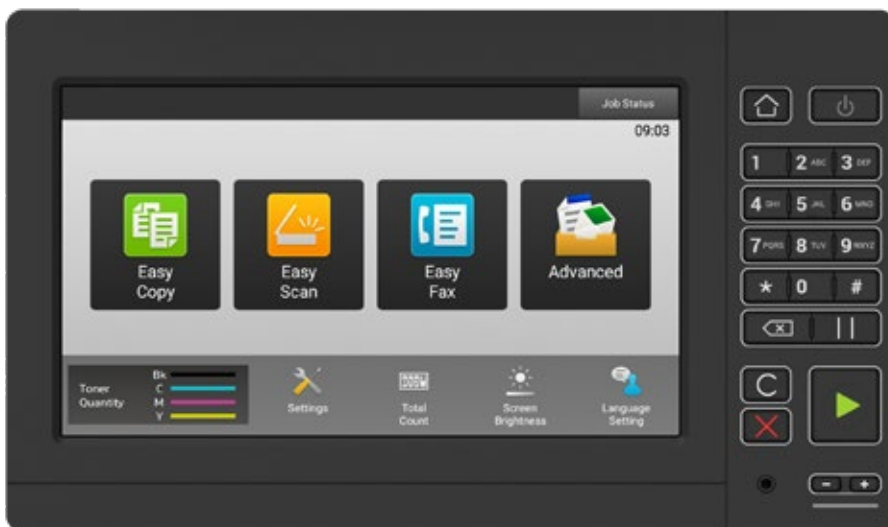 Job Status
09:03
Easy
Copy
Easy
Scan
Easy
Fax
Advanced
Toner
Quantity
Bk
C
M
Y
Settings
Total
Count
Screen
Brightness
Language
Setting
1 2 ABC 3 DEF
4 GHI 5 JKL 6 MNO
7 PQRS 8 TUV 9 WXYZ
* 0 #
C
- +